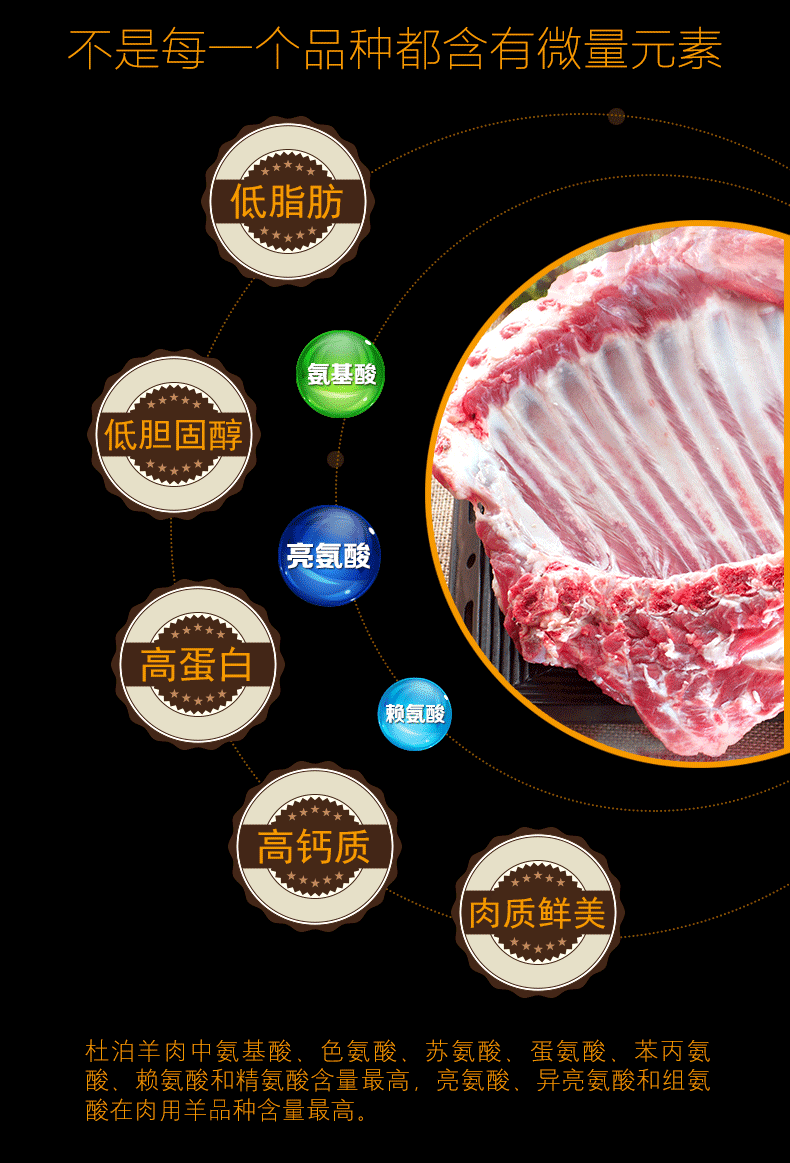 不是每一个品种都含有微量元素
低脂肪
氨基酸
低胆固醇
亮氨酸
高蛋白
赖氨酸
高钙质
肉质鲜美
杜泊羊肉中氨基酸、色氨酸、苏氨酸、蛋氨酸、苯丙氨
酸、赖氨酸和精氨酸含量最高，亮氨酸、异亮氨酸和组氨
酸在肉用羊品种含量最高。